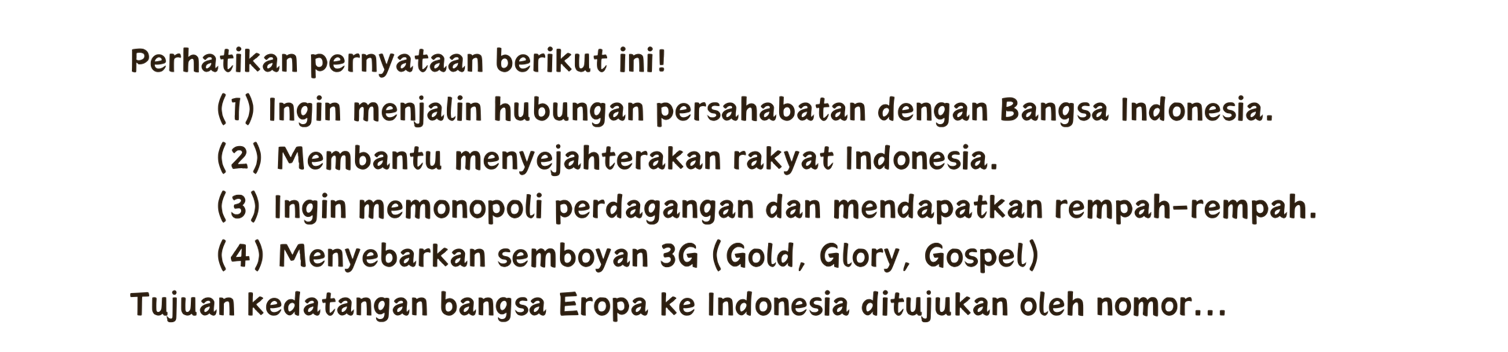 Perhatikan pernyataan berikut ini!
(1) Ingin menjalin hubungan persahabatan dengan Bangsa Indonesia.
(2) Membantu menyejahterakan rakyat Indonesia.
(3) Ingin memonopoli perdagangan dan mendapatkan rempah-rempah.
(4) Menyebarkan semboyan 3G (Gold, Glory, Gospel)
Tujuan kedatangan bangsa Eropa ke Indonesia ditujukan oleh nomor...